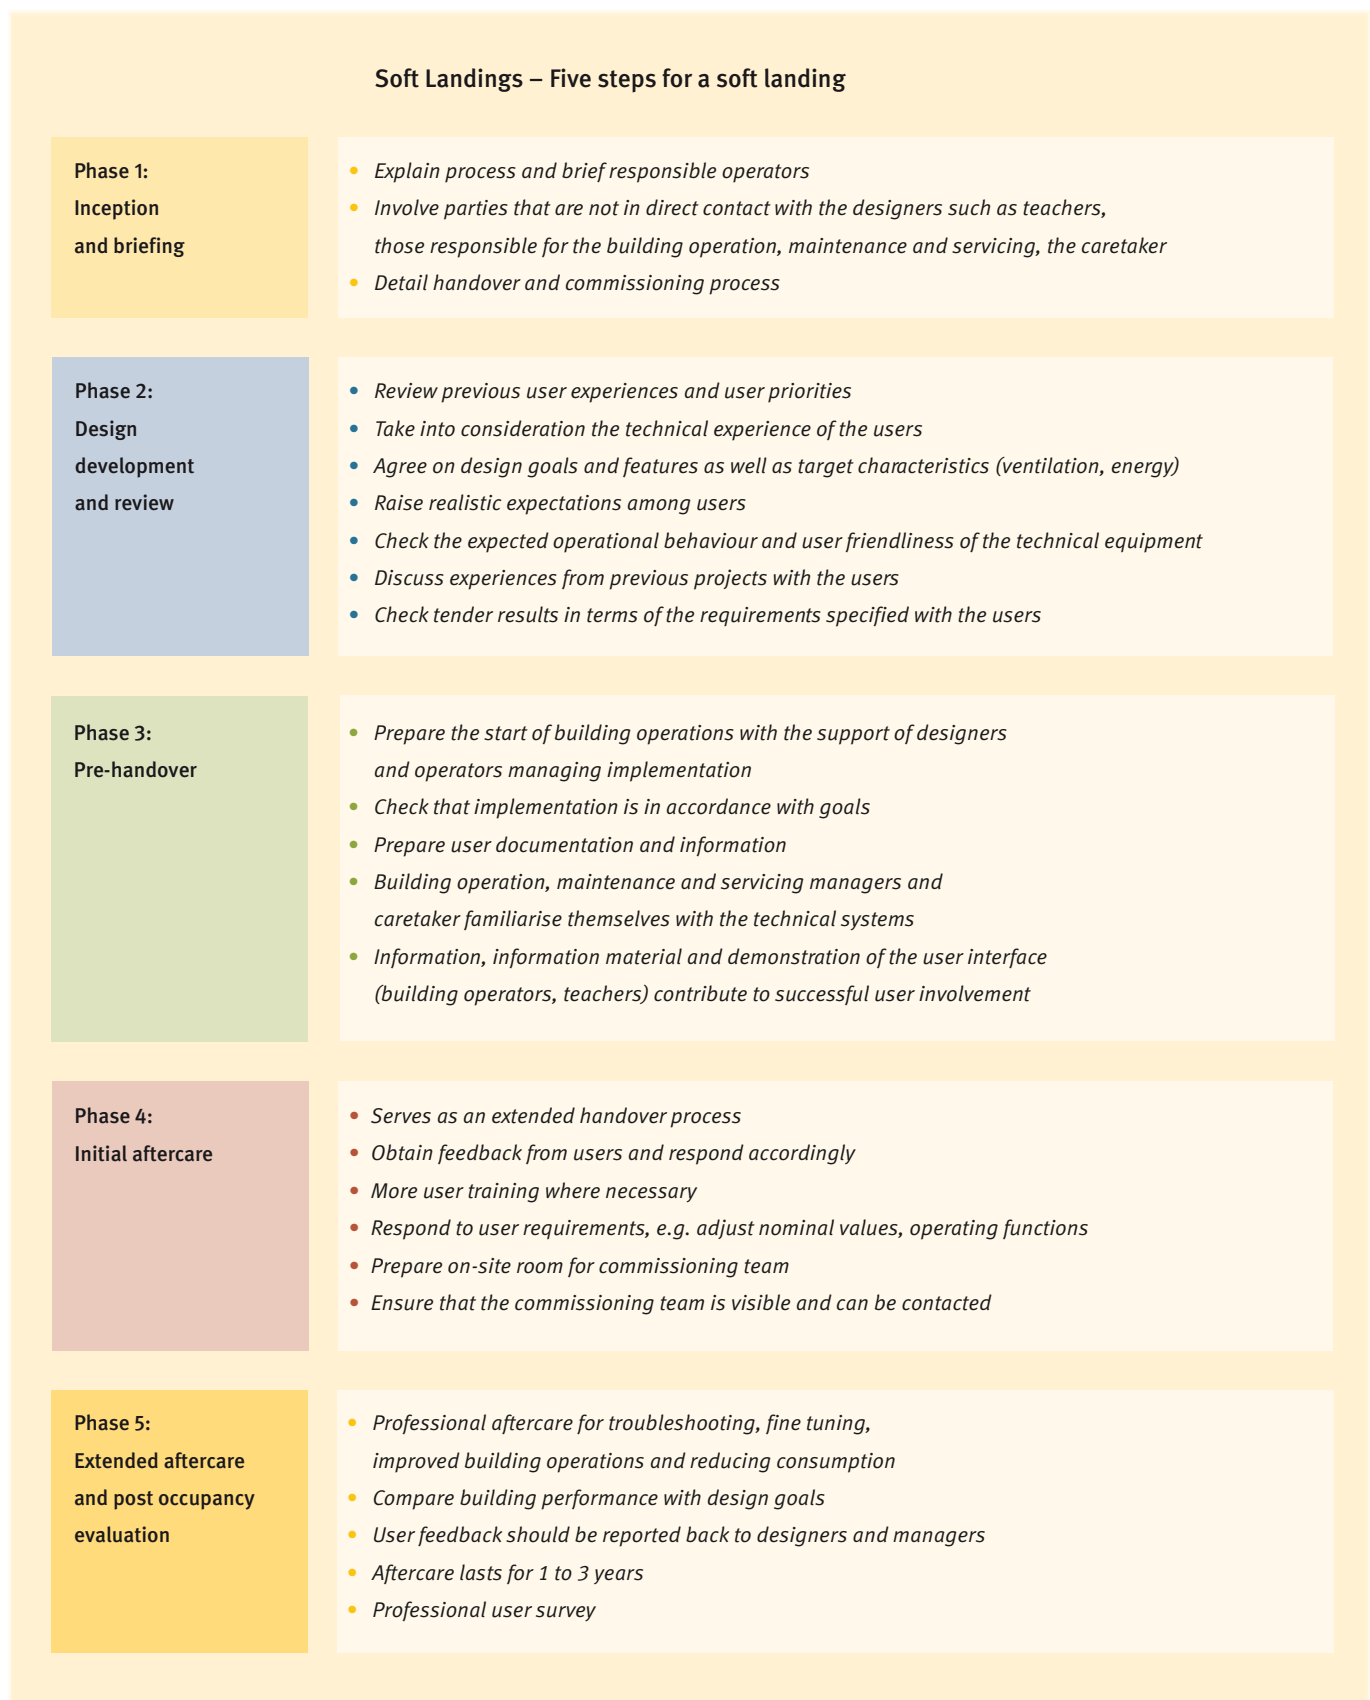 Soft Landings – Five steps for a soft landing
Phase 1:
Inception
and briefing
• Explain process and brief responsible operators
• Involve parties that are not in direct contact with the designers such as teachers,
those responsible for the building operation, maintenance and servicing, the caretaker
• Detail handover and commissioning process
Phase 2:
Design
development
and review
• Review previous user experiences and user priorities
• Take into consideration the technical experience of the users
• Agree on design goals and features as well as target characteristics (ventilation, energy)
• Raise realistic expectations among users
• Check the expected operational behaviour and user friendliness of the technical equipment
• Discuss experiences from previous projects with the users
• Check tender results in terms of the requirements specified with the users
Phase 3:
Pre-handover
• Prepare the start of building operations with the support of designers
and operators managing implementation
• Check that implementation is in accordance with goals
• Prepare user documentation and information
• Building operation, maintenance and servicing managers and
caretaker familiarise themselves with the technical systems
• Information, information material and demonstration of the user interface
(building operators, teachers) contribute to successful user involvement
Phase 4:
Initial aftercare
• Serves as an extended handover process
• Obtain feedback from users and respond accordingly
• More user training where necessary
• Respond to user requirements, e.g. adjust nominal values, operating functions
• Prepare on-site room for commissioning team
• Ensure that the commissioning team is visible and can be contacted
Phase 5:
Extended aftercare
and post occupancy
evaluation
• Professional aftercare for troubleshooting, fine tuning,
improved building operations and reducing consumption
• Compare building performance with design goals
• User feedback should be reported back to designers and managers
• Aftercare lasts for 1 to 3 years
• Professional user survey